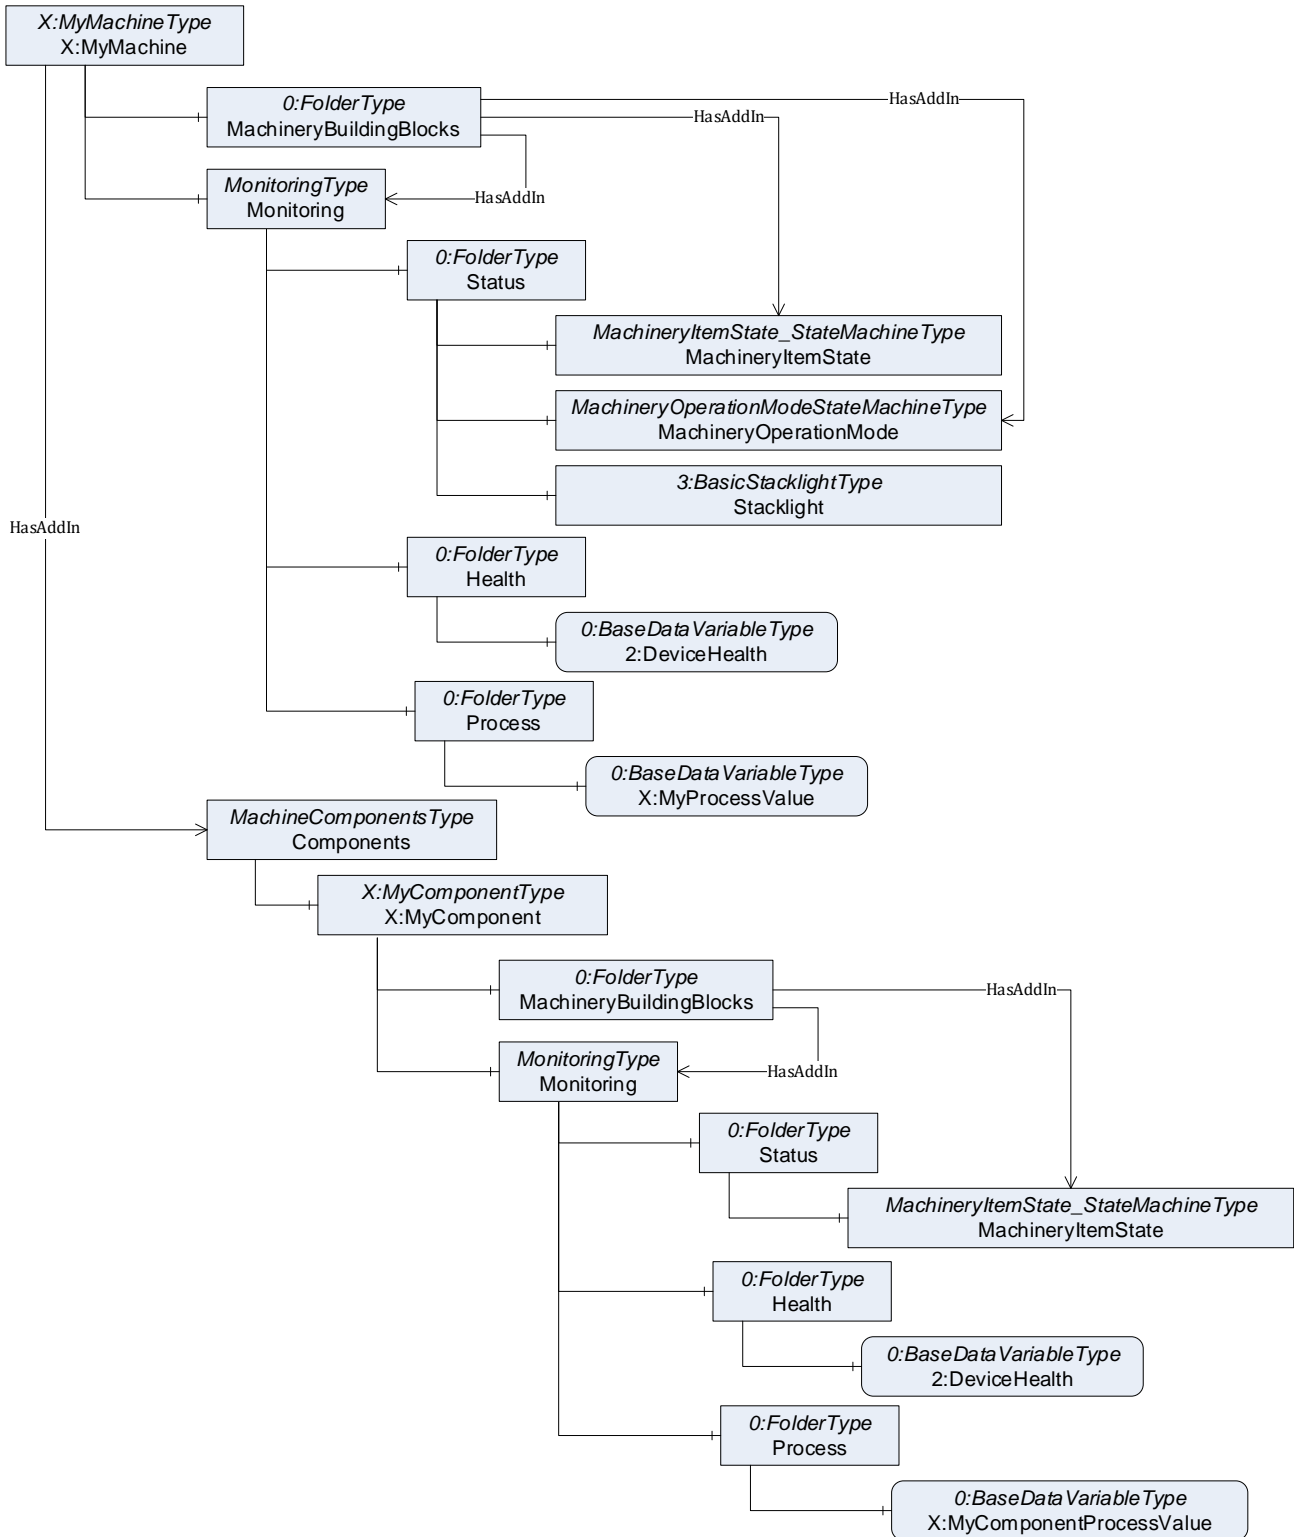 X:MyMachineType
X:MyMachine
0:FolderType
MachineryBuildingBlocks
HasAddIn
HasAddIn
MonitoringType
Monitoring
HasAddIn
0:FolderType
Status
MachineryItemState_StateMachineType
MachineryItemState
MachineryOperationModeStateMachineType
MachineryOperationMode
3:BasicStacklightType
Stacklight
HasAddIn
0:FolderType
Health
0:BaseDataVariableType
2:DeviceHealth
0:FolderType
Process
0:BaseDataVariableType
X:MyProcessValue
MachineComponentsType
Components
X:MyComponentType
X:MyComponent
0:FolderType
MachineryBuildingBlocks
HasAddIn
MonitoringType
Monitoring
HasAddIn
0:FolderType
Status
MachineryItemState_StateMachineType
MachineryItemState
0:FolderType
Health
0:BaseDataVariableType
2:DeviceHealth
0:FolderType
Process
0:BaseDataVariableType
X:MyComponentProcessValue